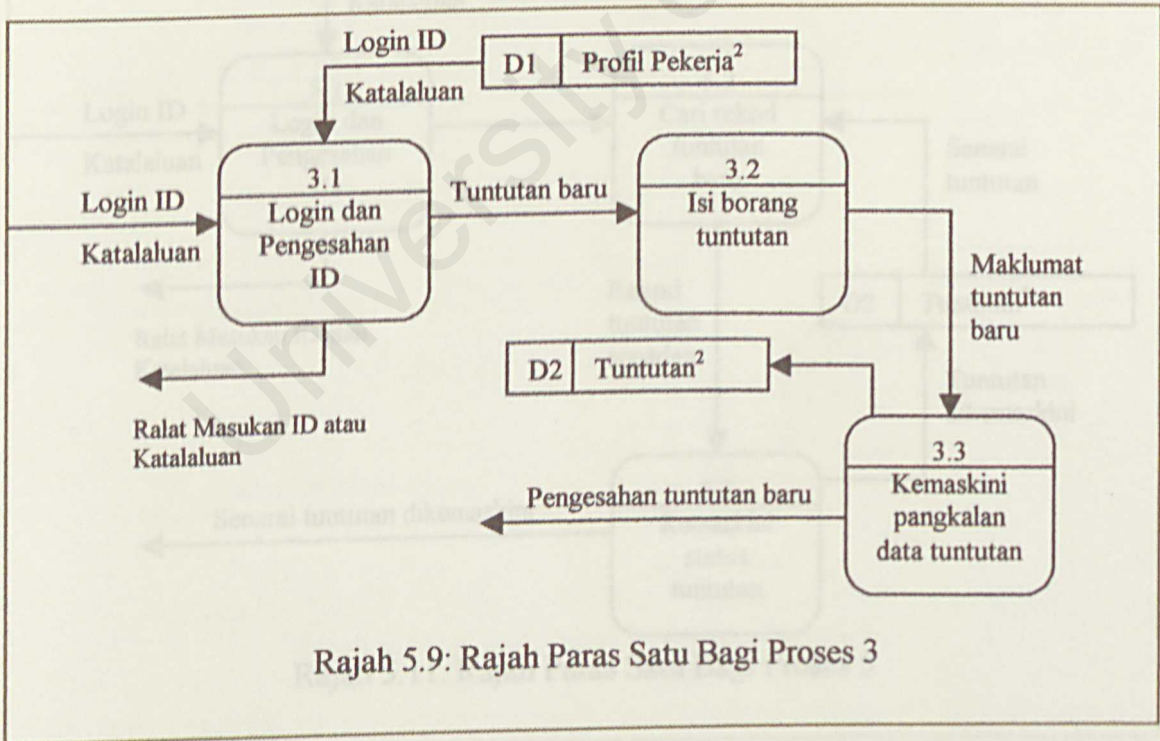 Login ID
Katalaluan
D1 Profil Pekerja²
Login ID
Katalaluan
3.1
Login dan
Pengesahan
ID
Tuntutan baru
3.2
Isi borang
tuntutan
Maklumat
tuntutan
baru
D2 Tuntutan²
Ralat Masukan ID atau
Katalaluan
3.3
Kemaskini
pangkalan
data tuntutan
Pengesahan tuntutan baru
Rajah 5.9: Rajah Paras Satu Bagi Proses 3
University